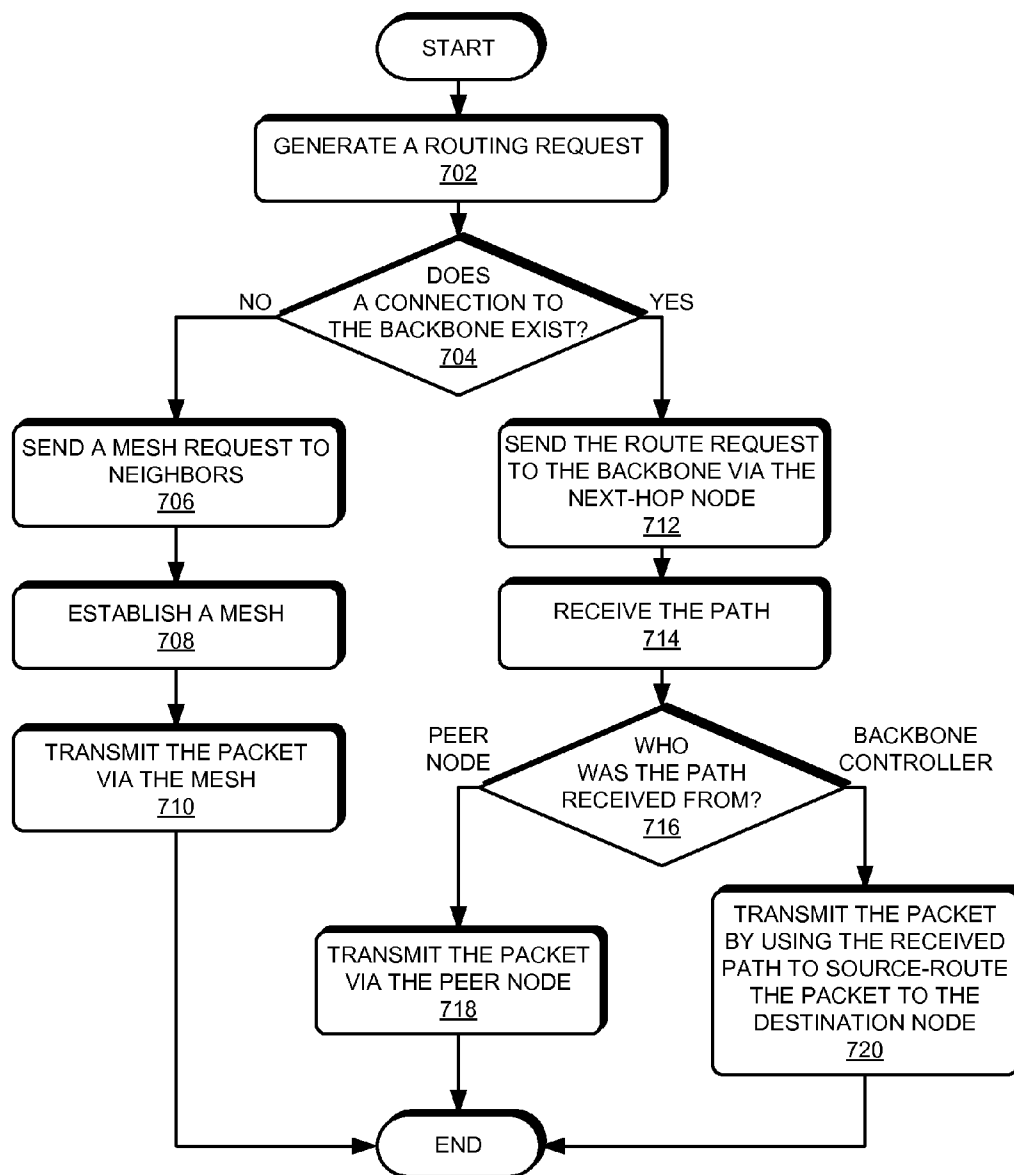 START
GENERATE A ROUTING REQUEST
702
DOES
A CONNECTION TO
THE BACKBONE EXIST?
704
NO
YES
SEND A MESH REQUEST TO
NEIGHBORS
706
SEND THE ROUTE REQUEST
TO THE BACKBONE VIA THE
NEXT-HOP NODE
712
ESTABLISH A MESH
708
RECEIVE THE PATH
714
TRANSMIT THE PACKET
VIA THE MESH
710
PEER
NODE
WHO
WAS THE PATH
RECEIVED FROM?
716
BACKBONE
CONTROLLER
TRANSMIT THE PACKET
VIA THE PEER NODE
718
TRANSMIT THE PACKET
BY USING THE RECEIVED
PATH TO SOURCE-ROUTE
THE PACKET TO THE
DESTINATION NODE
720
END